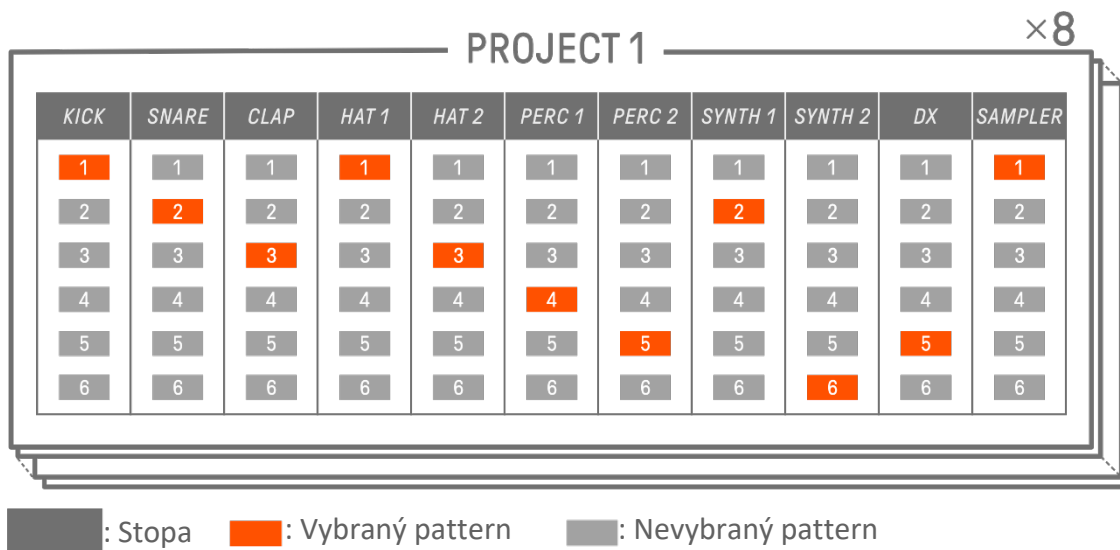 ×8
PROJECT 1
KICK SNARE CLAP HAT 1 HAT 2 PERC 1 PERC 2 SYNTH 1 SYNTH 2 DX SAMPLER
1 1 1 1 1 1 1 1 1 1 1
2 2 2 2 2 2 2 2 2 2 2
3 3 3 3 3 3 3 3 3 3 3
4 4 4 4 4 4 4 4 4 4 4
5 5 5 5 5 5 5 5 5 5 5
6 6 6 6 6 6 6 6 6 6 6
: Stopa : Vybraný pattern : Nevybraný pattern